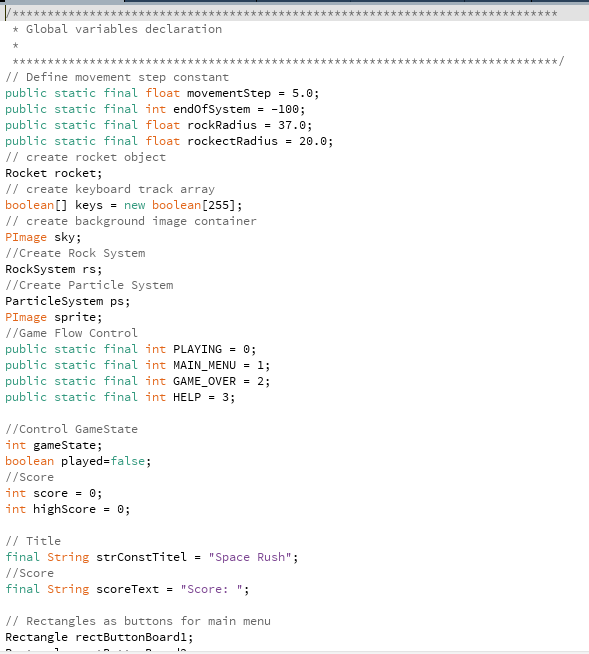 /******************************************************************************
 * Global variables declaration
 *
 ******************************************************************************/
// Define movement step constant
public static final float movementStep = 5.0;
public static final int endOfSystem = -100;
public static final float rockRadius = 37.0;
public static final float rockectRadius = 20.0;
// create rocket object
Rocket rocket;
// create keyboard track array
boolean[] keys = new boolean[255];
// create background image container
PImage sky;
//Create Rock System
RockSystem rs;
//Create Particle System
ParticleSystem ps;
PImage sprite;
//Game Flow Control
public static final int PLAYING = 0;
public static final int MAIN_MENU = 1;
public static final int GAME_OVER = 2;
public static final int HELP = 3;

//Control GameState
int gameState;
boolean played=false;
//Score
int score = 0;
int highScore = 0;

// Title
final String strConstTitel = "Space Rush";
//Score
final String scoreText = "Score: ";

// Rectangles as buttons for main menu
Rectangle rectButtonBoard1;